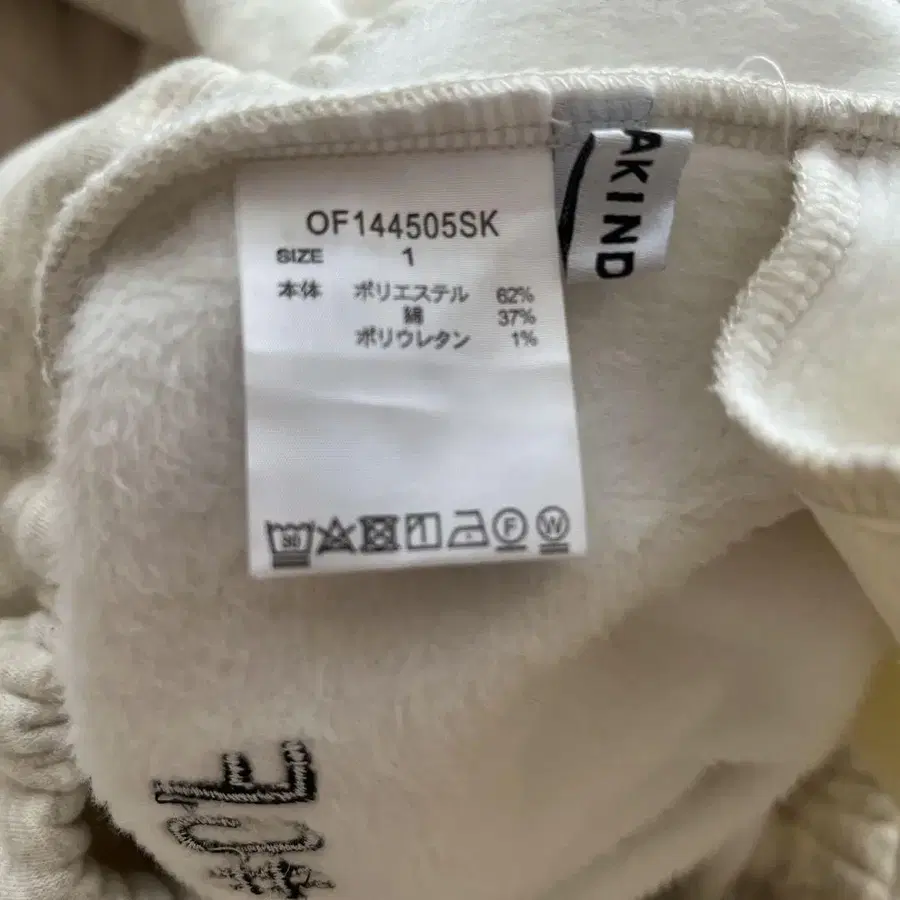 OF144505SK
SIZE 1
本体 ポリエステル 62%
綿 37%
ポリウレタン 1%
30
F
W
AKIND